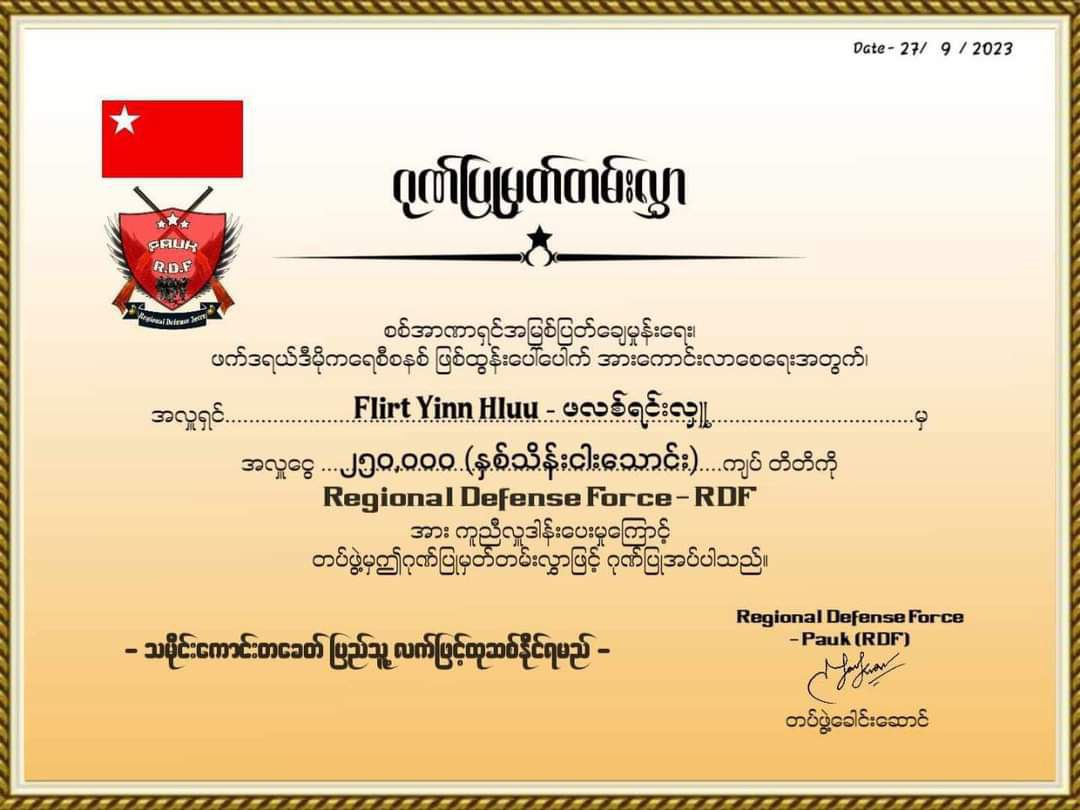 Date - 27/ 9 / 2023
ဂုဏ်ပြုမှတ်တမ်းလွှာ
PAUK
R.D.F
Regional Defense Force
စစ်အာဏာရှင်အမြစ်ပြတ်ချေမှုန်းရေး၊
ဖက်ဒရယ်ဒီမိုကရေစီစနစ် ဖြစ်ထွန်းပေါ်ပေါက် အားကောင်းလာစေရေးအတွက်၊
အလှူရှင်....................Flirt Yinn Hluu - ဖလစ်ရင်းလှူ....................မှ
အလှူငွေ ...၂၅၀,၀၀၀ (နှစ်သိန်းငါးသောင်း)....ကျပ် တိတိကို
Regional Defense Force - RDF
အား ကူညီလှူဒါန်းပေးမှုကြောင့်
တပ်ဖွဲ့မှဤဂုဏ်ပြုမှတ်တမ်းလွှာဖြင့် ဂုဏ်ပြုအပ်ပါသည်။
- သမိုင်းကောင်းတခေတ် ပြည်သူ့ လက်ဖြင့်ထုဆစ်နိုင်ရမည် -
Regional Defense Force
- Pauk (RDF)
တပ်ဖွဲ့ခေါင်းဆောင်